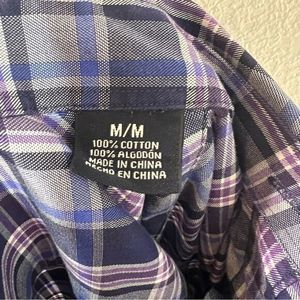 M/M
100% COTTON
100% ALGODÓN
MADE IN CHINA
HECHO EN CHINA